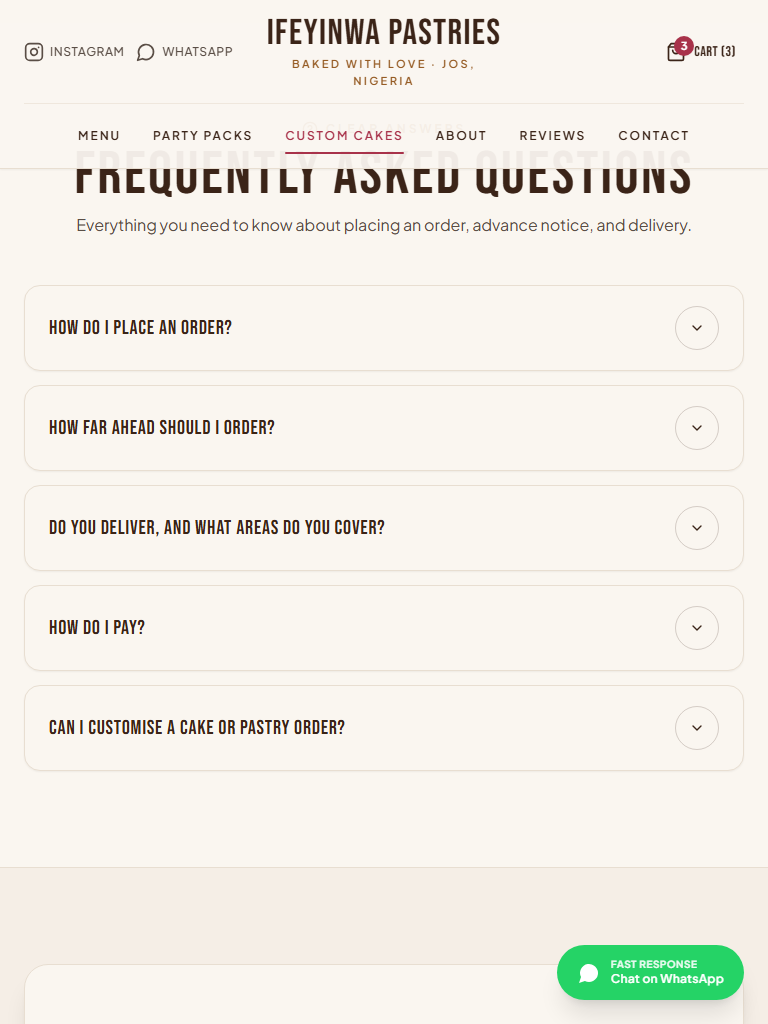 INSTAGRAM
WHATSAPP
IFEYINWA PASTRIES
BAKED WITH LOVE · JOS,
NIGERIA
3
CART (3)
CLEAR ANSWERS
MENU
PARTY PACKS
CUSTOM CAKES
ABOUT
REVIEWS
CONTACT
FREQUENTLY ASKED QUESTIONS
Everything you need to know about placing an order, advance notice, and delivery.
HOW DO I PLACE AN ORDER?
HOW FAR AHEAD SHOULD I ORDER?
DO YOU DELIVER, AND WHAT AREAS DO YOU COVER?
HOW DO I PAY?
CAN I CUSTOMISE A CAKE OR PASTRY ORDER?
FAST RESPONSE
Chat on WhatsApp